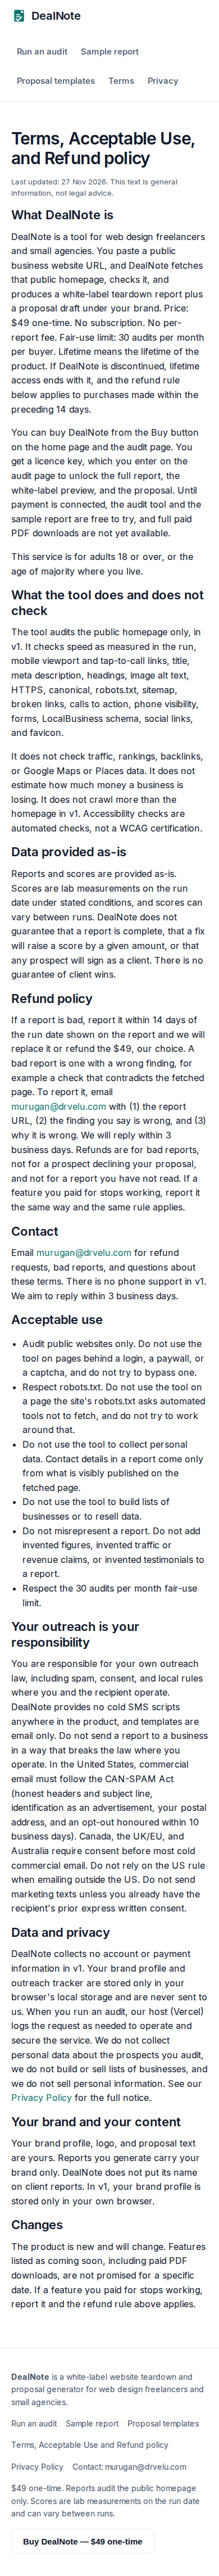 DealNote
Run an audit Sample report
Proposal templates Terms Privacy
Terms, Acceptable Use,
and Refund policy
Last updated: 27 Nov 2026. This text is general
information, not legal advice.
What DealNote is
DealNote is a tool for web design freelancers
and small agencies. You paste a public
business website URL, and DealNote fetches
that public homepage, checks it, and
produces a white-label teardown report plus
a proposal draft under your brand. Price:
$49 one-time. No subscription. No per-
report fee. Fair-use limit: 30 audits per month
per buyer. Lifetime means the lifetime of the
product. If DealNote is discontinued, lifetime
access ends with it, and the refund rule
below applies to purchases made within the
preceding 14 days.
You can buy DealNote from the Buy button
on the home page and the audit page. You
get a licence key, which you enter on the
audit page to unlock the full report, the
white-label preview, and the proposal. Until
payment is connected, the audit tool and the
sample report are free to try, and full paid
PDF downloads are not yet available.
This service is for adults 18 or over, or the
age of majority where you live.
What the tool does and does not
check
The tool audits the public homepage only, in
v1. It checks speed as measured in the run,
mobile viewport and tap-to-call links, title,
meta description, headings, image alt text,
HTTPS, canonical, robots.txt, sitemap,
broken links, calls to action, phone visibility,
forms, LocalBusiness schema, social links,
and favicon.
It does not check traffic, rankings, backlinks,
or Google Maps or Places data. It does not
estimate how much money a business is
losing. It does not crawl more than the
homepage in v1. Accessibility checks are
automated checks, not a WCAG certification.
Data provided as-is
Reports and scores are provided as-is.
Scores are lab measurements on the run
date under stated conditions, and scores can
vary between runs. DealNote does not
guarantee that a report is complete, that a fix
will raise a score by a given amount, or that
any prospect will sign as a client. There is no
guarantee of client wins.
Refund policy
If a report is bad, report it within 14 days of
the run date shown on the report and we will
replace it or refund the $49, our choice. A
bad report is one with a wrong finding, for
example a check that contradicts the fetched
page. To report it, email
murugan@drvelu.com with (1) the report
URL, (2) the finding you say is wrong, and (3)
why it is wrong. We will reply within 3
business days. Refunds are for bad reports,
not for a prospect declining your proposal,
and not for a report you have not read. If a
feature you paid for stops working, report it
the same way and the same rule applies.
Contact
Email murugan@drvelu.com for refund
requests, bad reports, and questions about
these terms. There is no phone support in v1.
We aim to reply within 3 business days.
Acceptable use
• Audit public websites only. Do not use the
tool on pages behind a login, a paywall, or
a captcha, and do not try to bypass one.
• Respect robots.txt. Do not use the tool on
a page the site's robots.txt asks automated
tools not to fetch, and do not try to work
around that.
• Do not use the tool to collect personal
data. Contact details in a report come only
from what is visibly published on the
fetched page.
• Do not use the tool to build lists of
businesses or to resell data.
• Do not misrepresent a report. Do not add
invented figures, invented traffic or
revenue claims, or invented testimonials to
a report.
• Respect the 30 audits per month fair-use
limit.
Your outreach is your
responsibility
You are responsible for your own outreach
law, including spam, consent, and local rules
where you and the recipient operate.
DealNote provides no cold SMS scripts
anywhere in the product, and templates are
email only. Do not send a report to a business
in a way that breaks the law where you
operate. In the United States, commercial
email must follow the CAN-SPAM Act
(honest headers and subject line,
identification as an advertisement, your postal
address, and an opt-out honoured within 10
business days). Canada, the UK/EU, and
Australia require consent before most cold
commercial email. Do not rely on the US rule
when emailing outside the US. Do not send
marketing texts unless you already have the
recipient's prior express written consent.
Data and privacy
DealNote collects no account or payment
information in v1. Your brand profile and
outreach tracker are stored only in your
browser's local storage and are never sent to
us. When you run an audit, our host (Vercel)
logs the request as needed to operate and
secure the service. We do not collect
personal data about the prospects you audit,
we do not build or sell lists of businesses, and
we do not sell personal information. See our
Privacy Policy for the full notice.
Your brand and your content
Your brand profile, logo, and proposal text
are yours. Reports you generate carry your
brand only. DealNote does not put its name
on client reports. In v1, your brand profile is
stored only in your own browser.
Changes
The product is new and will change. Features
listed as coming soon, including paid PDF
downloads, are not promised for a specific
date. If a feature you paid for stops working,
report it and the refund rule above applies.
DealNote is a white-label website teardown and
proposal generator for web design freelancers and
small agencies.
Run an audit Sample report Proposal templates
Terms, Acceptable Use and Refund policy
Privacy Policy Contact: murugan@drvelu.com
$49 one-time. Reports audit the public homepage
only. Scores are lab measurements on the run date
and can vary between runs.
Buy DealNote — $49 one-time